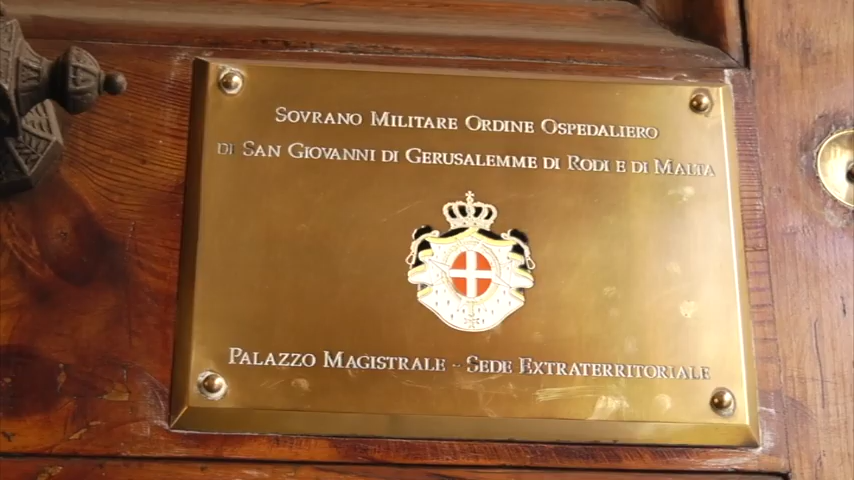 SOVRANO MILITARE ORDINE OSPEDALIERO
DI SAN GIOVANNI DI GERUSALEMME DI RODI E DI MALTA
PALAZZO MAGISTRALE - SEDE EXTRATERRITORIALE